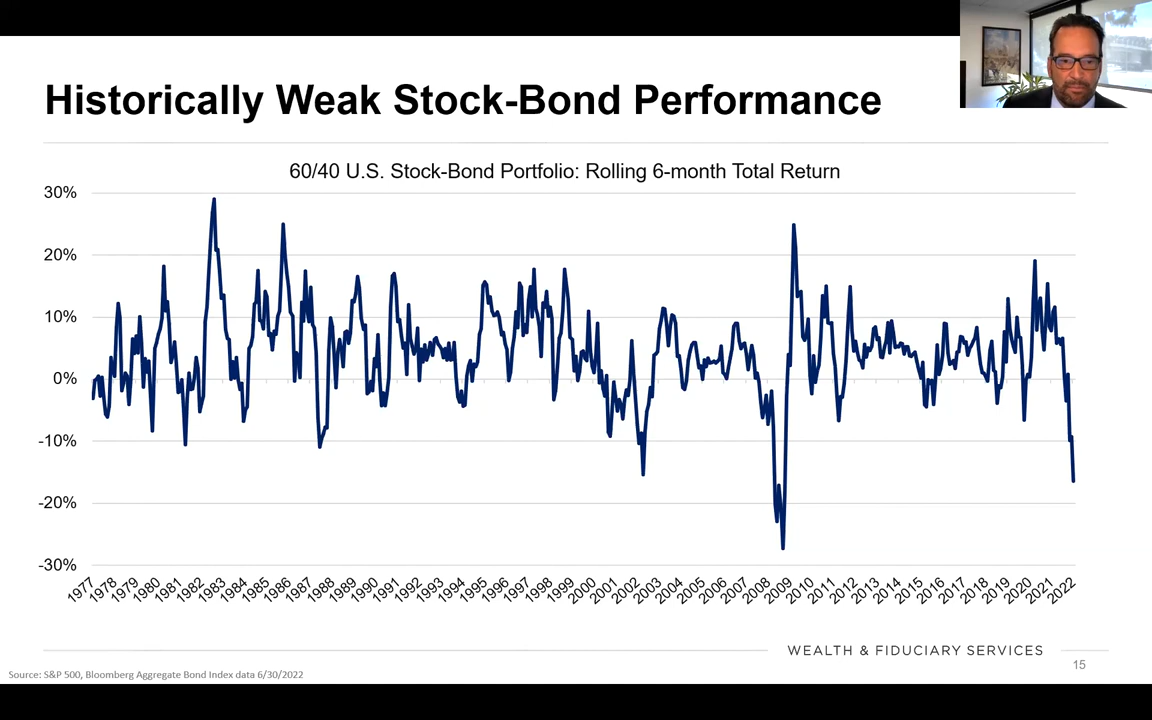 Historically Weak Stock-Bond Performance
60/40 U.S. Stock-Bond Portfolio: Rolling 6-month Total Return
30%
20%
10%
0%
-10%
-20%
-30%
1977 1978 1979 1980 1981 1982 1983 1984 1985 1986 1987 1988 1989 1990 1991 1992 1993 1994 1995 1996 1997 1998 1999 2000 2001 2002 2003 2004 2005 2006 2007 2008 2009 2010 2011 2012 2013 2014 2015 2016 2017 2018 2019 2020 2021 2022
WEALTH & FIDUCIARY SERVICES
15
Source: S&P 500, Bloomberg Aggregate Bond Index data 6/30/2022